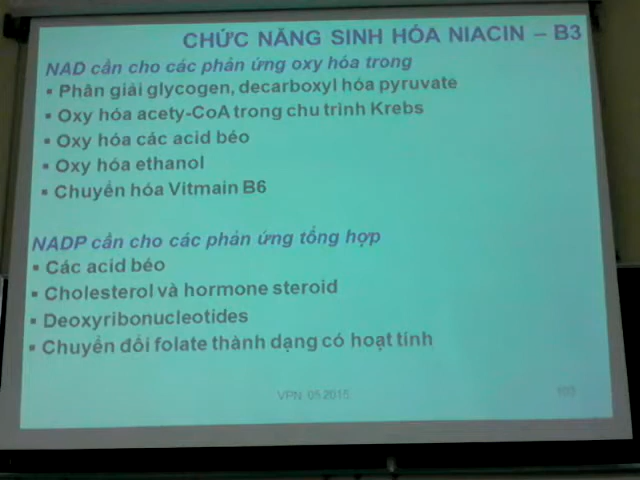 CHỨC NĂNG SINH HÓA NIACIN – B3
NAD cần cho các phản ứng oxy hóa trong
▪ Phân giải glycogen, decarboxyl hóa pyruvate
▪ Oxy hóa acety-CoA trong chu trình Krebs
▪ Oxy hóa các acid béo
▪ Oxy hóa ethanol
▪ Chuyển hóa Vitmain B6
NADP cần cho các phản ứng tổng hợp
▪ Các acid béo
▪ Cholesterol và hormone steroid
▪ Deoxyribonucleotides
▪ Chuyển đổi folate thành dạng có hoạt tính
VPN 05.2015